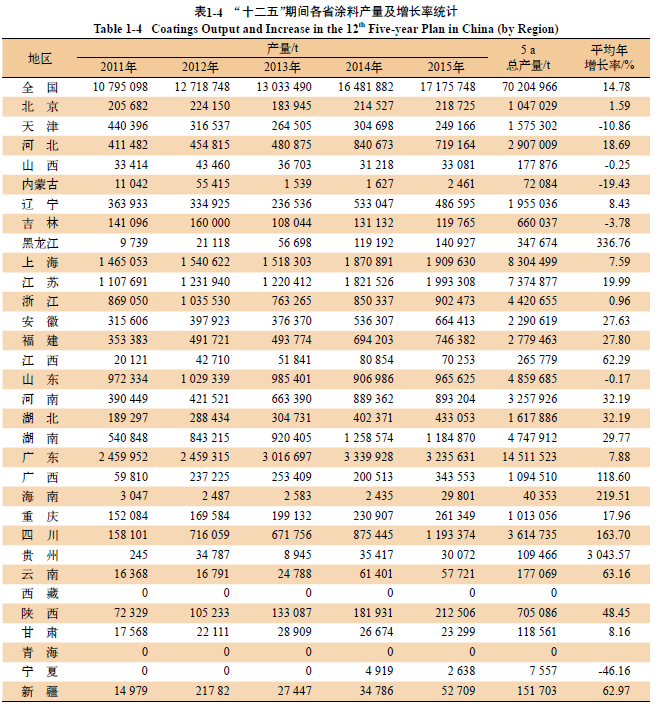 表1-4 “十二五”期间各省涂料产量及增长率统计
Table 1-4 Coatings Output and Increase in the 12th Five-year Plan in China (by Region)
地区 产量/t 5 a 总产量/t 平均年增长率/%
2011年 2012年 2013年 2014年 2015年
全 国 10 795 098 12 718 748 13 033 490 16 481 882 17 175 748 70 204 966 14.78
北 京 205 682 224 150 183 945 214 527 218 725 1 047 029 1.59
天 津 440 396 316 537 264 505 304 698 249 166 1 575 302 -10.86
河 北 411 482 454 815 480 875 840 673 719 164 2 907 009 18.69
山 西 33 414 43 460 36 703 31 218 33 081 177 876 -0.25
内蒙古 11 042 55 415 1 539 1 627 2 461 72 084 -19.43
辽 宁 363 933 334 925 236 536 533 047 486 595 1 955 036 8.43
吉 林 141 096 160 000 108 044 131 132 119 765 660 037 -3.78
黑龙江 9 739 21 118 56 698 119 192 140 927 347 674 336.76
上 海 1 465 053 1 540 622 1 518 303 1 870 891 1 909 630 8 304 499 7.59
江 苏 1 107 691 1 231 940 1 220 412 1 821 526 1 993 308 7 374 877 19.99
浙 江 869 050 1 035 530 763 265 850 337 902 473 4 420 655 0.96
安 徽 315 606 397 923 376 370 536 307 664 413 2 290 619 27.63
福 建 353 383 491 721 493 774 694 203 746 382 2 779 463 27.80
江 西 20 121 42 710 51 841 80 854 70 253 265 779 62.29
山 东 972 334 1 029 339 985 401 906 986 965 625 4 859 685 -0.17
河 南 390 449 421 521 663 390 889 362 893 204 3 257 926 32.19
湖 北 189 297 288 434 304 731 402 371 433 053 1 617 886 32.19
湖 南 540 848 843 215 920 405 1 258 574 1 184 870 4 747 912 29.77
广 东 2 459 952 2 459 315 3 016 697 3 339 928 3 235 631 14 511 523 7.88
广 西 59 810 237 225 253 409 200 513 343 553 1 094 510 118.60
海 南 3 047 2 487 2 583 2 435 29 801 40 353 219.51
重 庆 152 084 169 584 199 132 230 907 261 349 1 013 056 17.96
四 川 158 101 716 059 671 756 875 445 1 193 374 3 614 735 163.70
贵 州 245 34 787 8 945 35 417 30 072 109 466 3 043.57
云 南 16 368 16 791 24 788 61 401 57 721 177 069 63.16
西 藏 0 0 0 0 0 0
陕 西 72 329 105 233 133 087 181 931 212 506 705 086 48.45
甘 肃 17 568 22 111 28 909 26 674 23 299 118 561 8.16
青 海 0 0 0 0 0 0
宁 夏 0 0 0 4 919 2 638 7 557 -46.16
新 疆 14 979 217 82 27 447 34 786 52 709 151 703 62.97